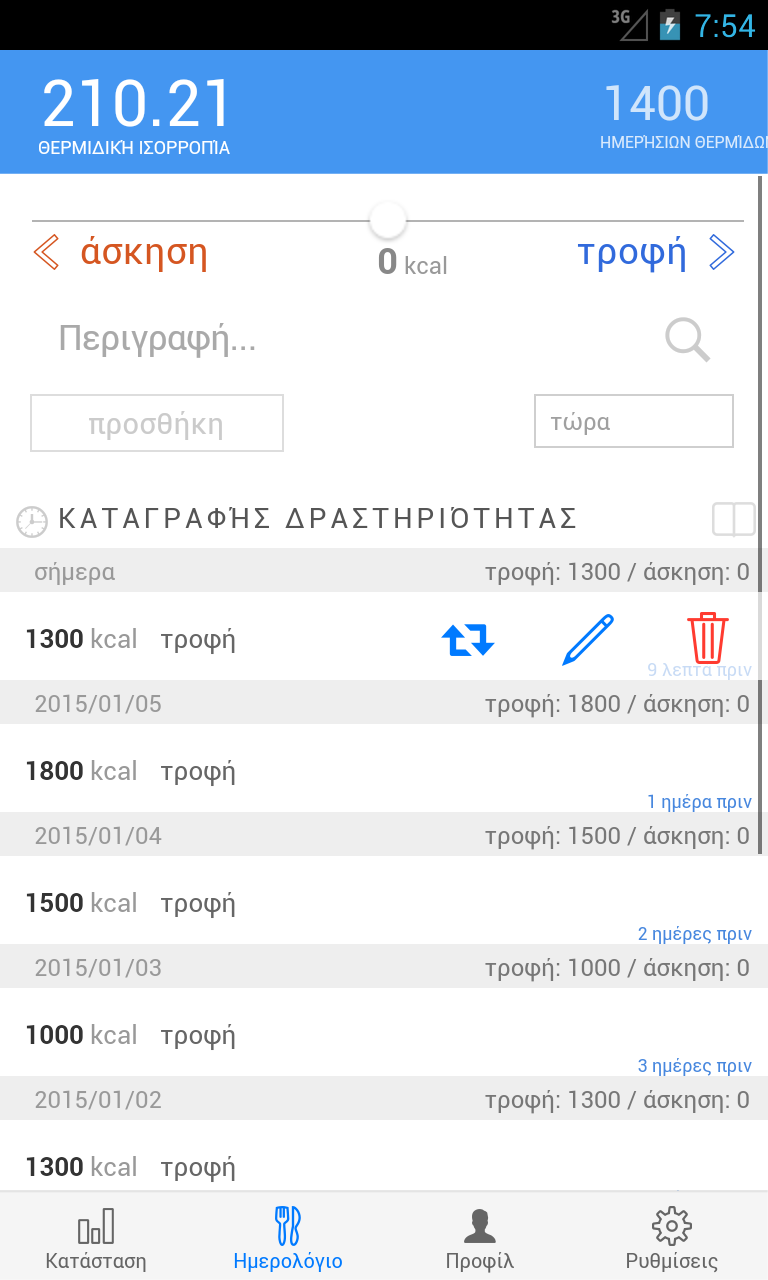 3G 7:54
210.21 1400
ΘΕΡΜΙΔΙΚΉ ΙΣΟΡΡΟΠΊΑ ΗΜΕΡΉΣΙΩΝ ΘΕΡΜΊΔΩΝ
άσκηση 0 kcal τροφή
Περιγραφή...
προσθήκη τώρα
ΚΑΤΑΓΡΑΦΉΣ ΔΡΑΣΤΗΡΙΌΤΗΤΑΣ
σήμερα τροφή: 1300 / άσκηση: 0
1300 kcal τροφή
9 λεπτά πριν
2015/01/05 τροφή: 1800 / άσκηση: 0
1800 kcal τροφή
1 ημέρα πριν
2015/01/04 τροφή: 1500 / άσκηση: 0
1500 kcal τροφή
2 ημέρες πριν
2015/01/03 τροφή: 1000 / άσκηση: 0
1000 kcal τροφή
3 ημέρες πριν
2015/01/02 τροφή: 1300 / άσκηση: 0
1300 kcal τροφή
Κατάσταση Ημερολόγιο Προφίλ Ρυθμίσεις